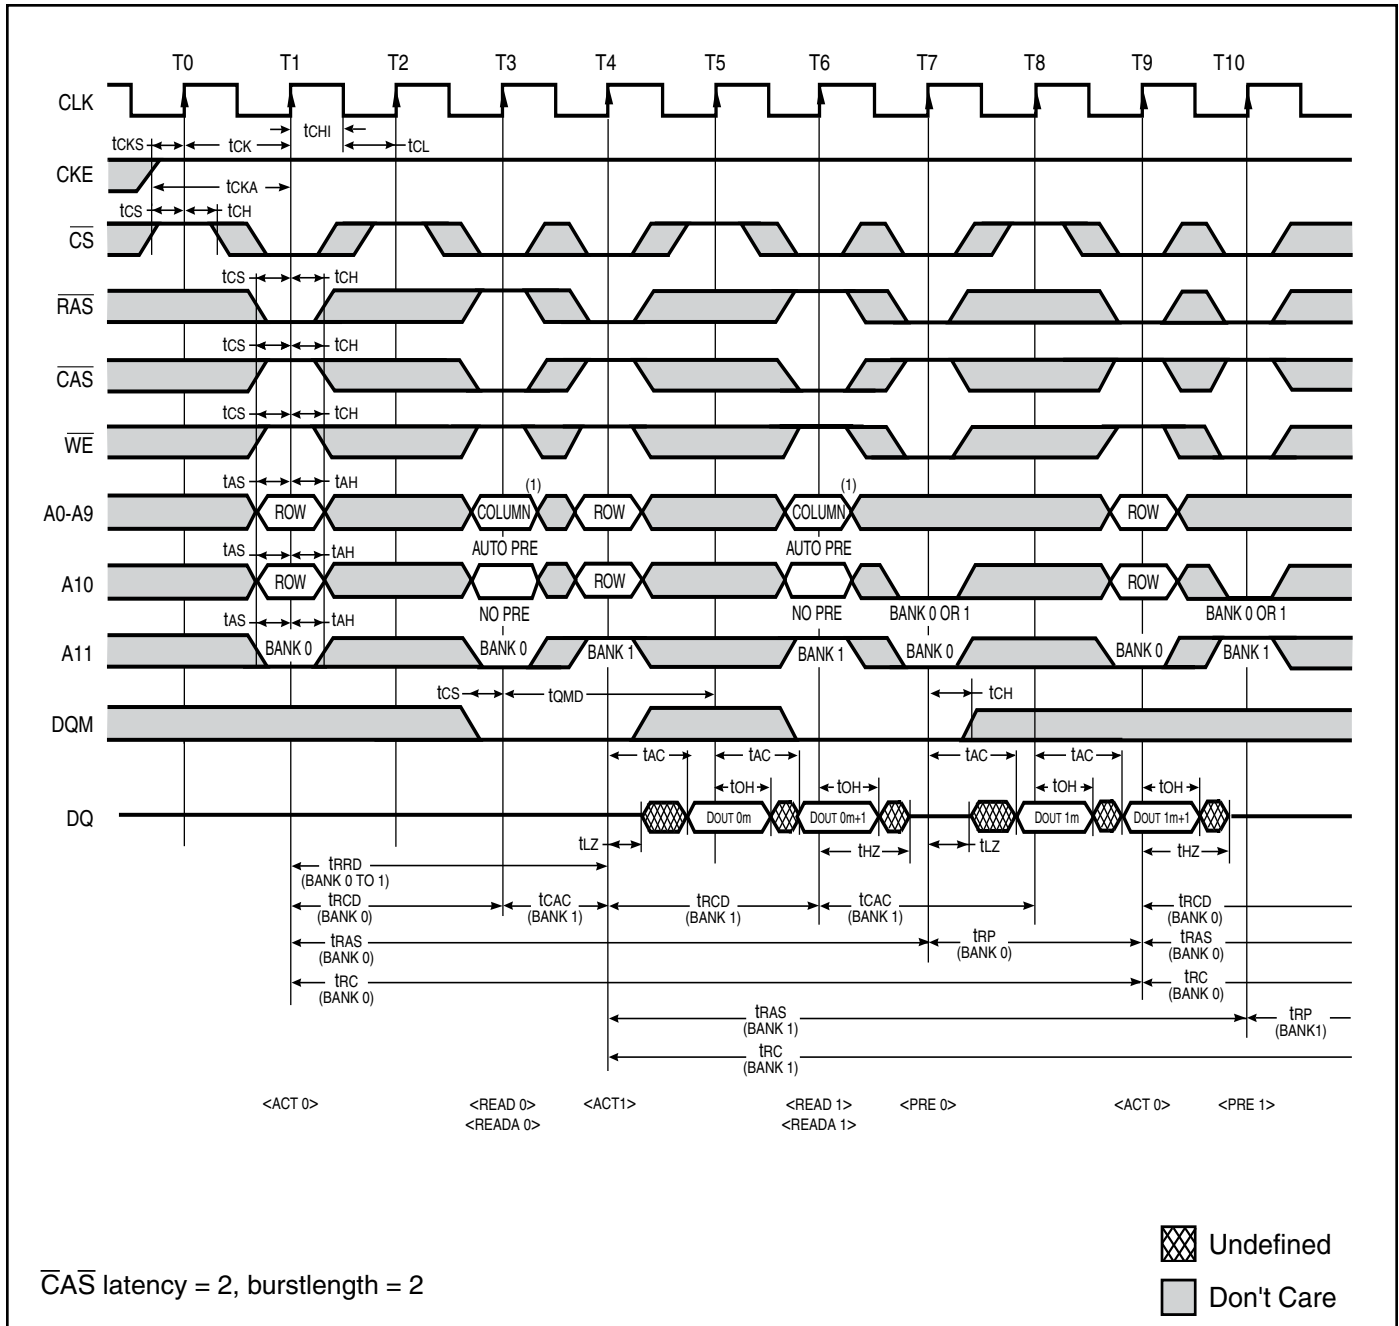 T0 T1 T2 T3 T4 T5 T6 T7 T8 T9 T10
CLK
tCHI
tCKS tCK tCL
CKE
tCKA
tCS tCH
CS
tCS tCH
RAS
tCS tCH
CAS
tCS tCH
WE
tAS tAH (1) (1)
A0-A9 ROW COLUMN ROW COLUMN ROW
tAS tAH AUTO PRE AUTO PRE
A10 ROW ROW ROW
tAS tAH NO PRE NO PRE BANK 0 OR 1 BANK 0 OR 1
A11 BANK 0 BANK 0 BANK 1 BANK 1 BANK 0 BANK 0 BANK 1
tCS tQMD tCH
DQM
tAC tAC tAC tAC
tOH tOH tOH tOH
DQ DOUT 0m DOUT 0m+1 DOUT 1m DOUT 1m+1
tLZ tHZ tLZ tHZ
tRRD
(BANK 0 TO 1)
tRCD tCAC tRCD tCAC tRCD
(BANK 0) (BANK 1) (BANK 1) (BANK 1) (BANK 0)
tRAS tRP tRAS
(BANK 0) (BANK 0) (BANK 0)
tRC tRC
(BANK 0) (BANK 0)
tRAS tRP
(BANK 1) (BANK1)
tRC
(BANK 1)
<ACT 0> <READ 0> <ACT1> <READ 1> <PRE 0> <ACT 0> <PRE 1>
<READA 0> <READA 1>
Undefined
CAS latency = 2, burstlength = 2
Don't Care